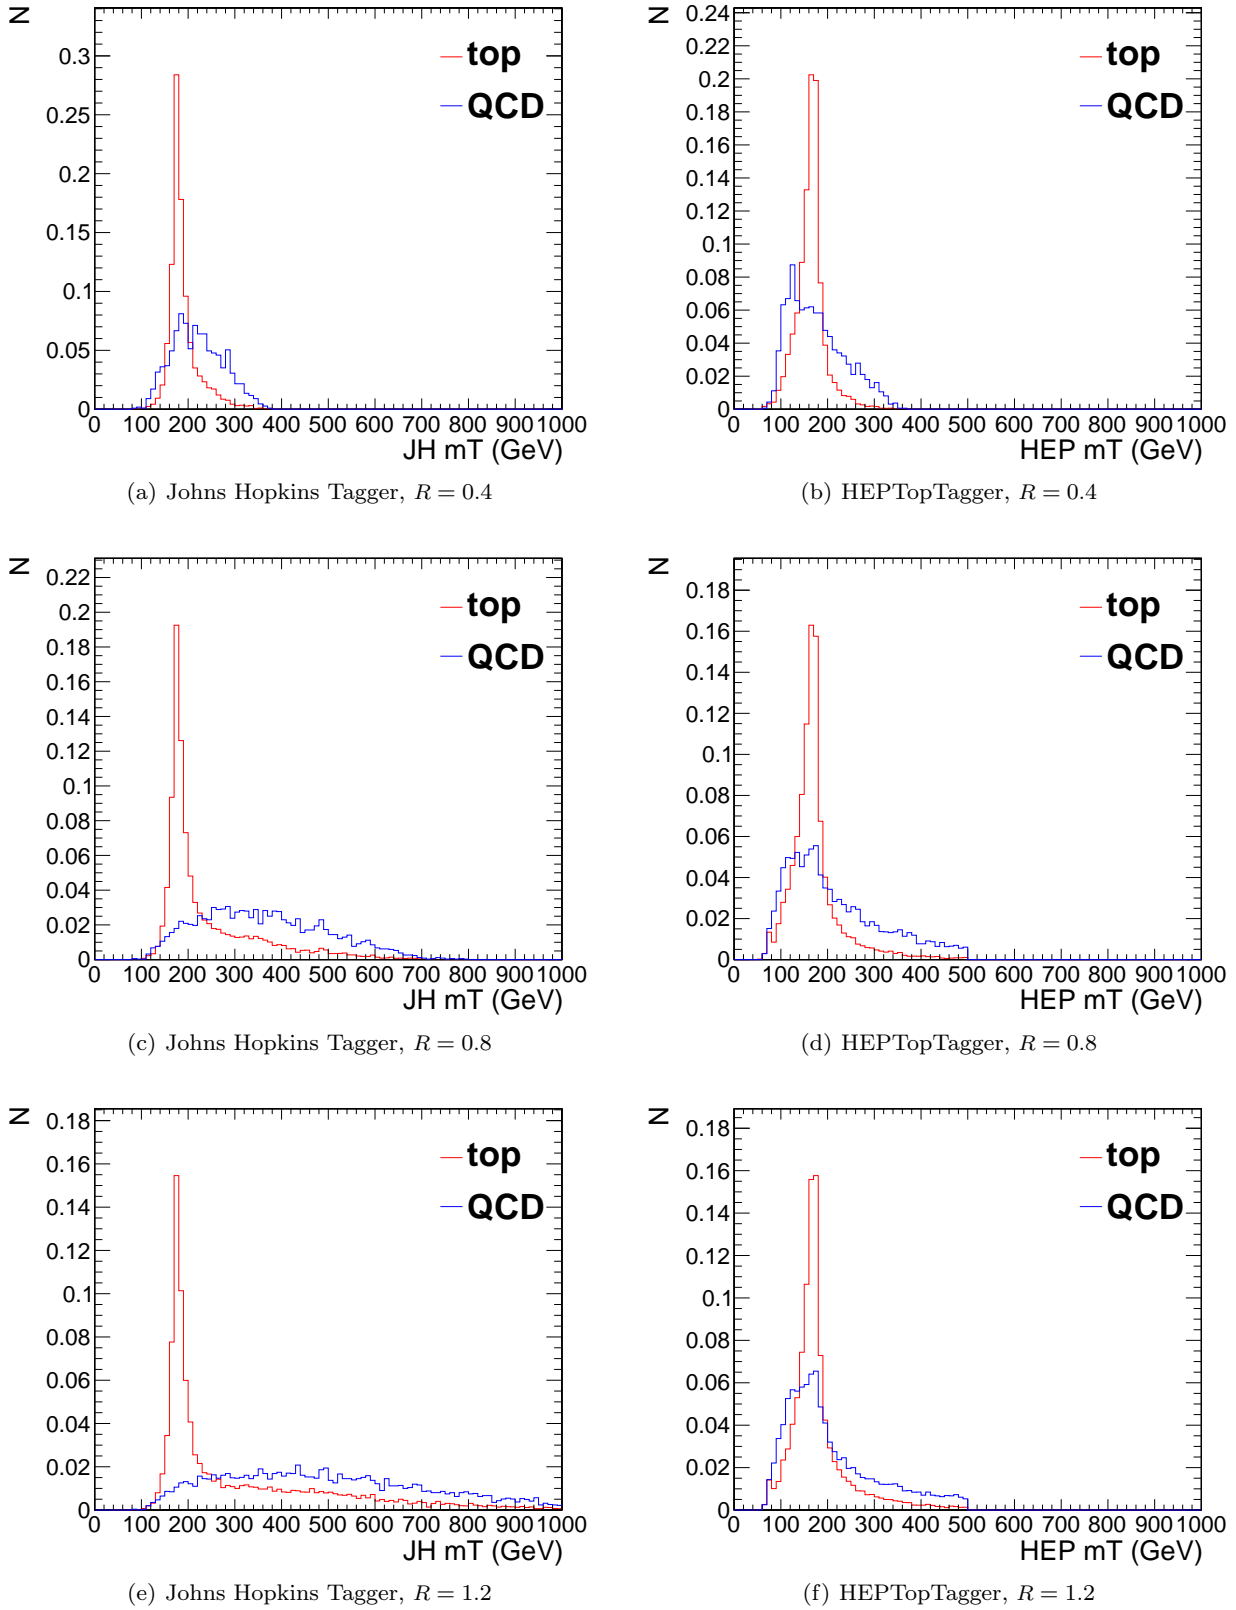 N
0.3
0.25
0.2
0.15
0.1
0.05
0
top
QCD
0 100 200 300 400 500 600 700 800 900 1000
JH mT (GeV)
(a) Johns Hopkins Tagger, R = 0.4
N
0.24
0.22
0.2
0.18
0.16
0.14
0.12
0.1
0.08
0.06
0.04
0.02
0
top
QCD
0 100 200 300 400 500 600 700 800 900 1000
HEP mT (GeV)
(b) HEPTopTagger, R = 0.4
N
0.22
0.2
0.18
0.16
0.14
0.12
0.1
0.08
0.06
0.04
0.02
0
top
QCD
0 100 200 300 400 500 600 700 800 900 1000
JH mT (GeV)
(c) Johns Hopkins Tagger, R = 0.8
N
0.18
0.16
0.14
0.12
0.1
0.08
0.06
0.04
0.02
0
top
QCD
0 100 200 300 400 500 600 700 800 900 1000
HEP mT (GeV)
(d) HEPTopTagger, R = 0.8
N
0.18
0.16
0.14
0.12
0.1
0.08
0.06
0.04
0.02
0
top
QCD
0 100 200 300 400 500 600 700 800 900 1000
JH mT (GeV)
(e) Johns Hopkins Tagger, R = 1.2
N
0.18
0.16
0.14
0.12
0.1
0.08
0.06
0.04
0.02
0
top
QCD
0 100 200 300 400 500 600 700 800 900 1000
HEP mT (GeV)
(f) HEPTopTagger, R = 1.2